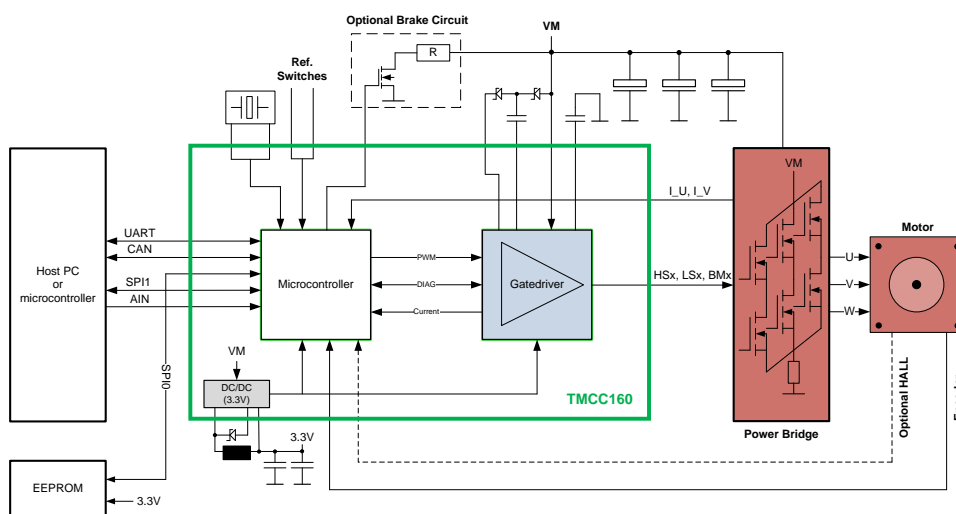 Optional Brake Circuit
VM
R
Ref.
Switches
VM
I_U, I_V
Motor
UART
CAN
SPI1
AIN
Host PC
or
microcontroller
Microcontroller
PWM
DIAG
Current
Gatedriver
HSx, LSx, BMx
U
V
W
SPI0
VM
DC/DC
(3.3V)
TMCC160
Power Bridge
Optional HALL
3.3V
EEPROM
3.3V